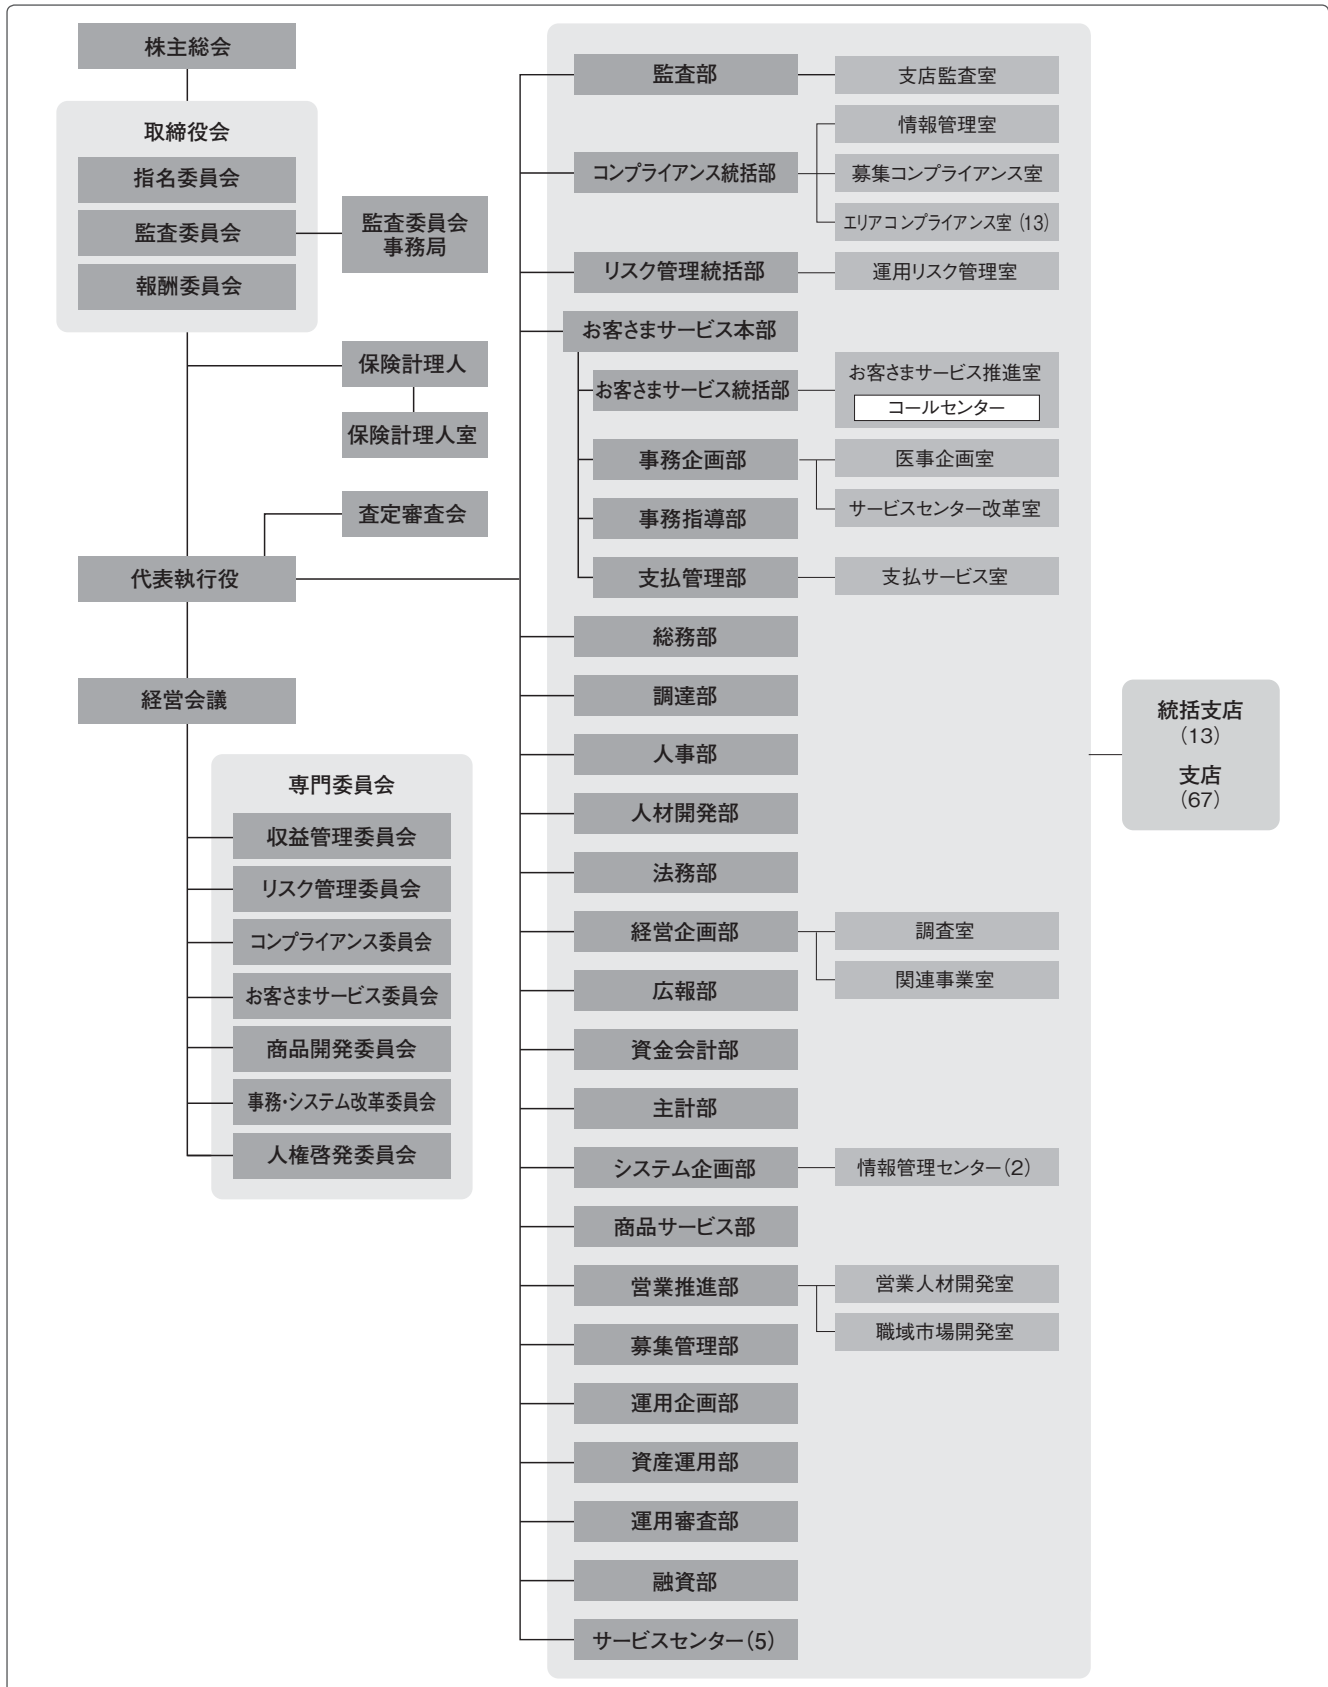 株主総会
取締役会
指名委員会
監査委員会
報酬委員会
監査委員会
事務局
保険計理人
保険計理人室
査定審査会
代表執行役
経営会議
専門委員会
収益管理委員会
リスク管理委員会
コンプライアンス委員会
お客さまサービス委員会
商品開発委員会
事務・システム改革委員会
人権啓発委員会
監査部
支店監査室
コンプライアンス統括部
情報管理室
募集コンプライアンス室
エリアコンプライアンス室(13)
リスク管理統括部
運用リスク管理室
お客さまサービス本部
お客さまサービス統括部
お客さまサービス推進室
コールセンター
事務企画部
医事企画室
サービスセンター改革室
事務指導部
支払管理部
支払サービス室
総務部
調達部
人事部
人材開発部
法務部
経営企画部
調査室
関連事業室
広報部
資金会計部
主計部
システム企画部
情報管理センター(2)
商品サービス部
営業推進部
営業人材開発室
職域市場開発室
募集管理部
運用企画部
資産運用部
運用審査部
融資部
サービスセンター(5)
統括支店
(13)
支店
(67)